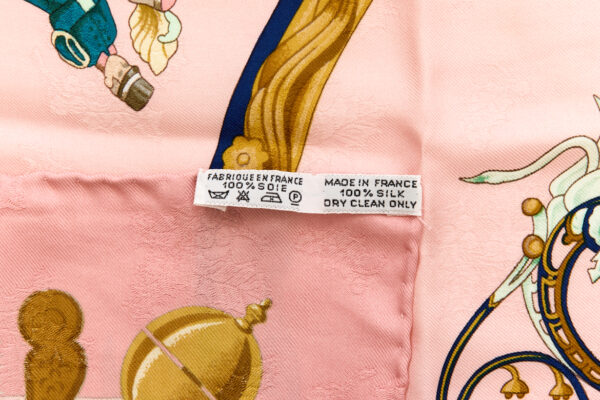 FABRIQUE EN FRANCE
100% SOIE
P
MADE IN FRANCE
100% SILK
DRY CLEAN ONLY